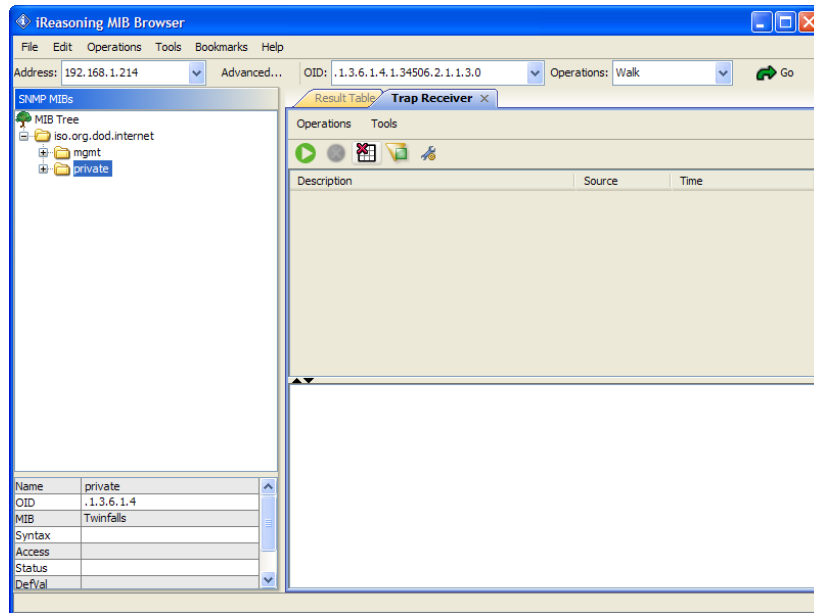 iReasoning MIB Browser
File Edit Operations Tools Bookmarks Help
Address: 192.168.1.214 Advanced... OID: .1.3.6.1.4.1.34506.2.1.1.3.0 Operations: Walk Go
SNMP MIBs
Result Table Trap Receiver
MIB Tree
iso.org.dod.internet
mgmt
private
Operations Tools
Description Source Time
Name private
OID .1.3.6.1.4
MIB Twinfalls
Syntax
Access
Status
DefVal